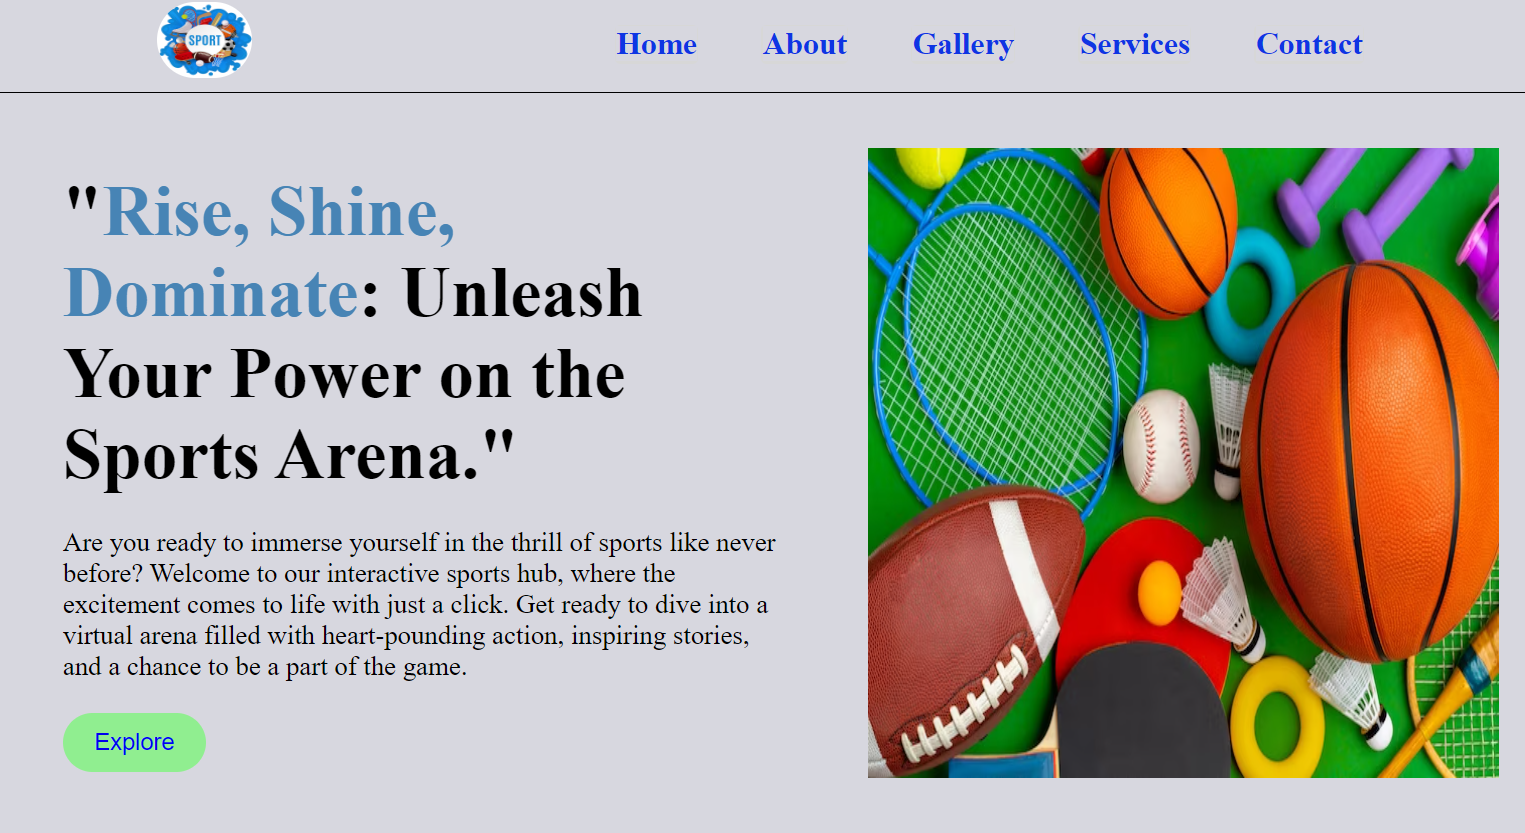 SPORT
Home About Gallery Services Contact
"Rise, Shine,
Dominate: Unleash
Your Power on the
Sports Arena."
Are you ready to immerse yourself in the thrill of sports like never
before? Welcome to our interactive sports hub, where the
excitement comes to life with just a click. Get ready to dive into a
virtual arena filled with heart-pounding action, inspiring stories,
and a chance to be a part of the game.
Explore